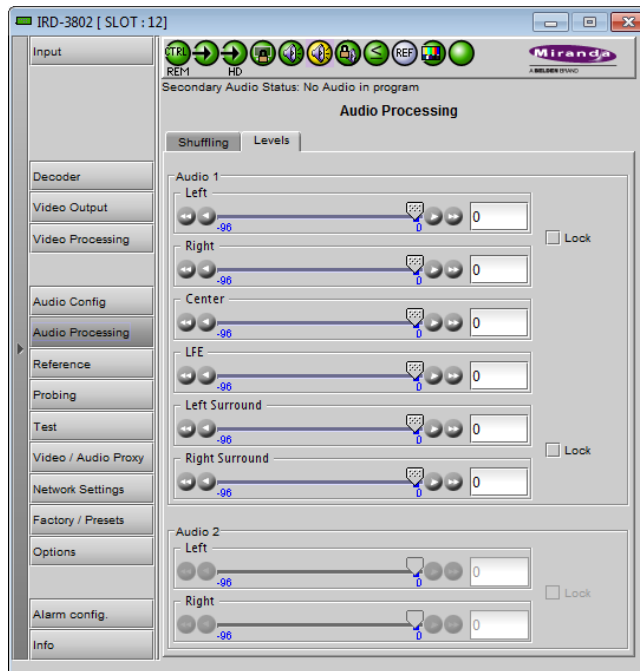 IRD-3802 [ SLOT : 12]
Input
Decoder
Video Output
Video Processing
Audio Config
Audio Processing
Reference
Probing
Test
Video / Audio Proxy
Network Settings
Factory / Presets
Options
Alarm config.
Info
CTRL REF
REM HD
Miranda
A BELDEN BRAND
Secondary Audio Status: No Audio in program
Audio Processing
Shuffling Levels
Audio 1
Left
-96 0 0
Lock
Right
-96 0 0
Center
-96 0 0
LFE
-96 0 0
Left Surround
-96 0 0
Lock
Right Surround
-96 0 0
Audio 2
Left
-96 0 0
Lock
Right
-96 0 0